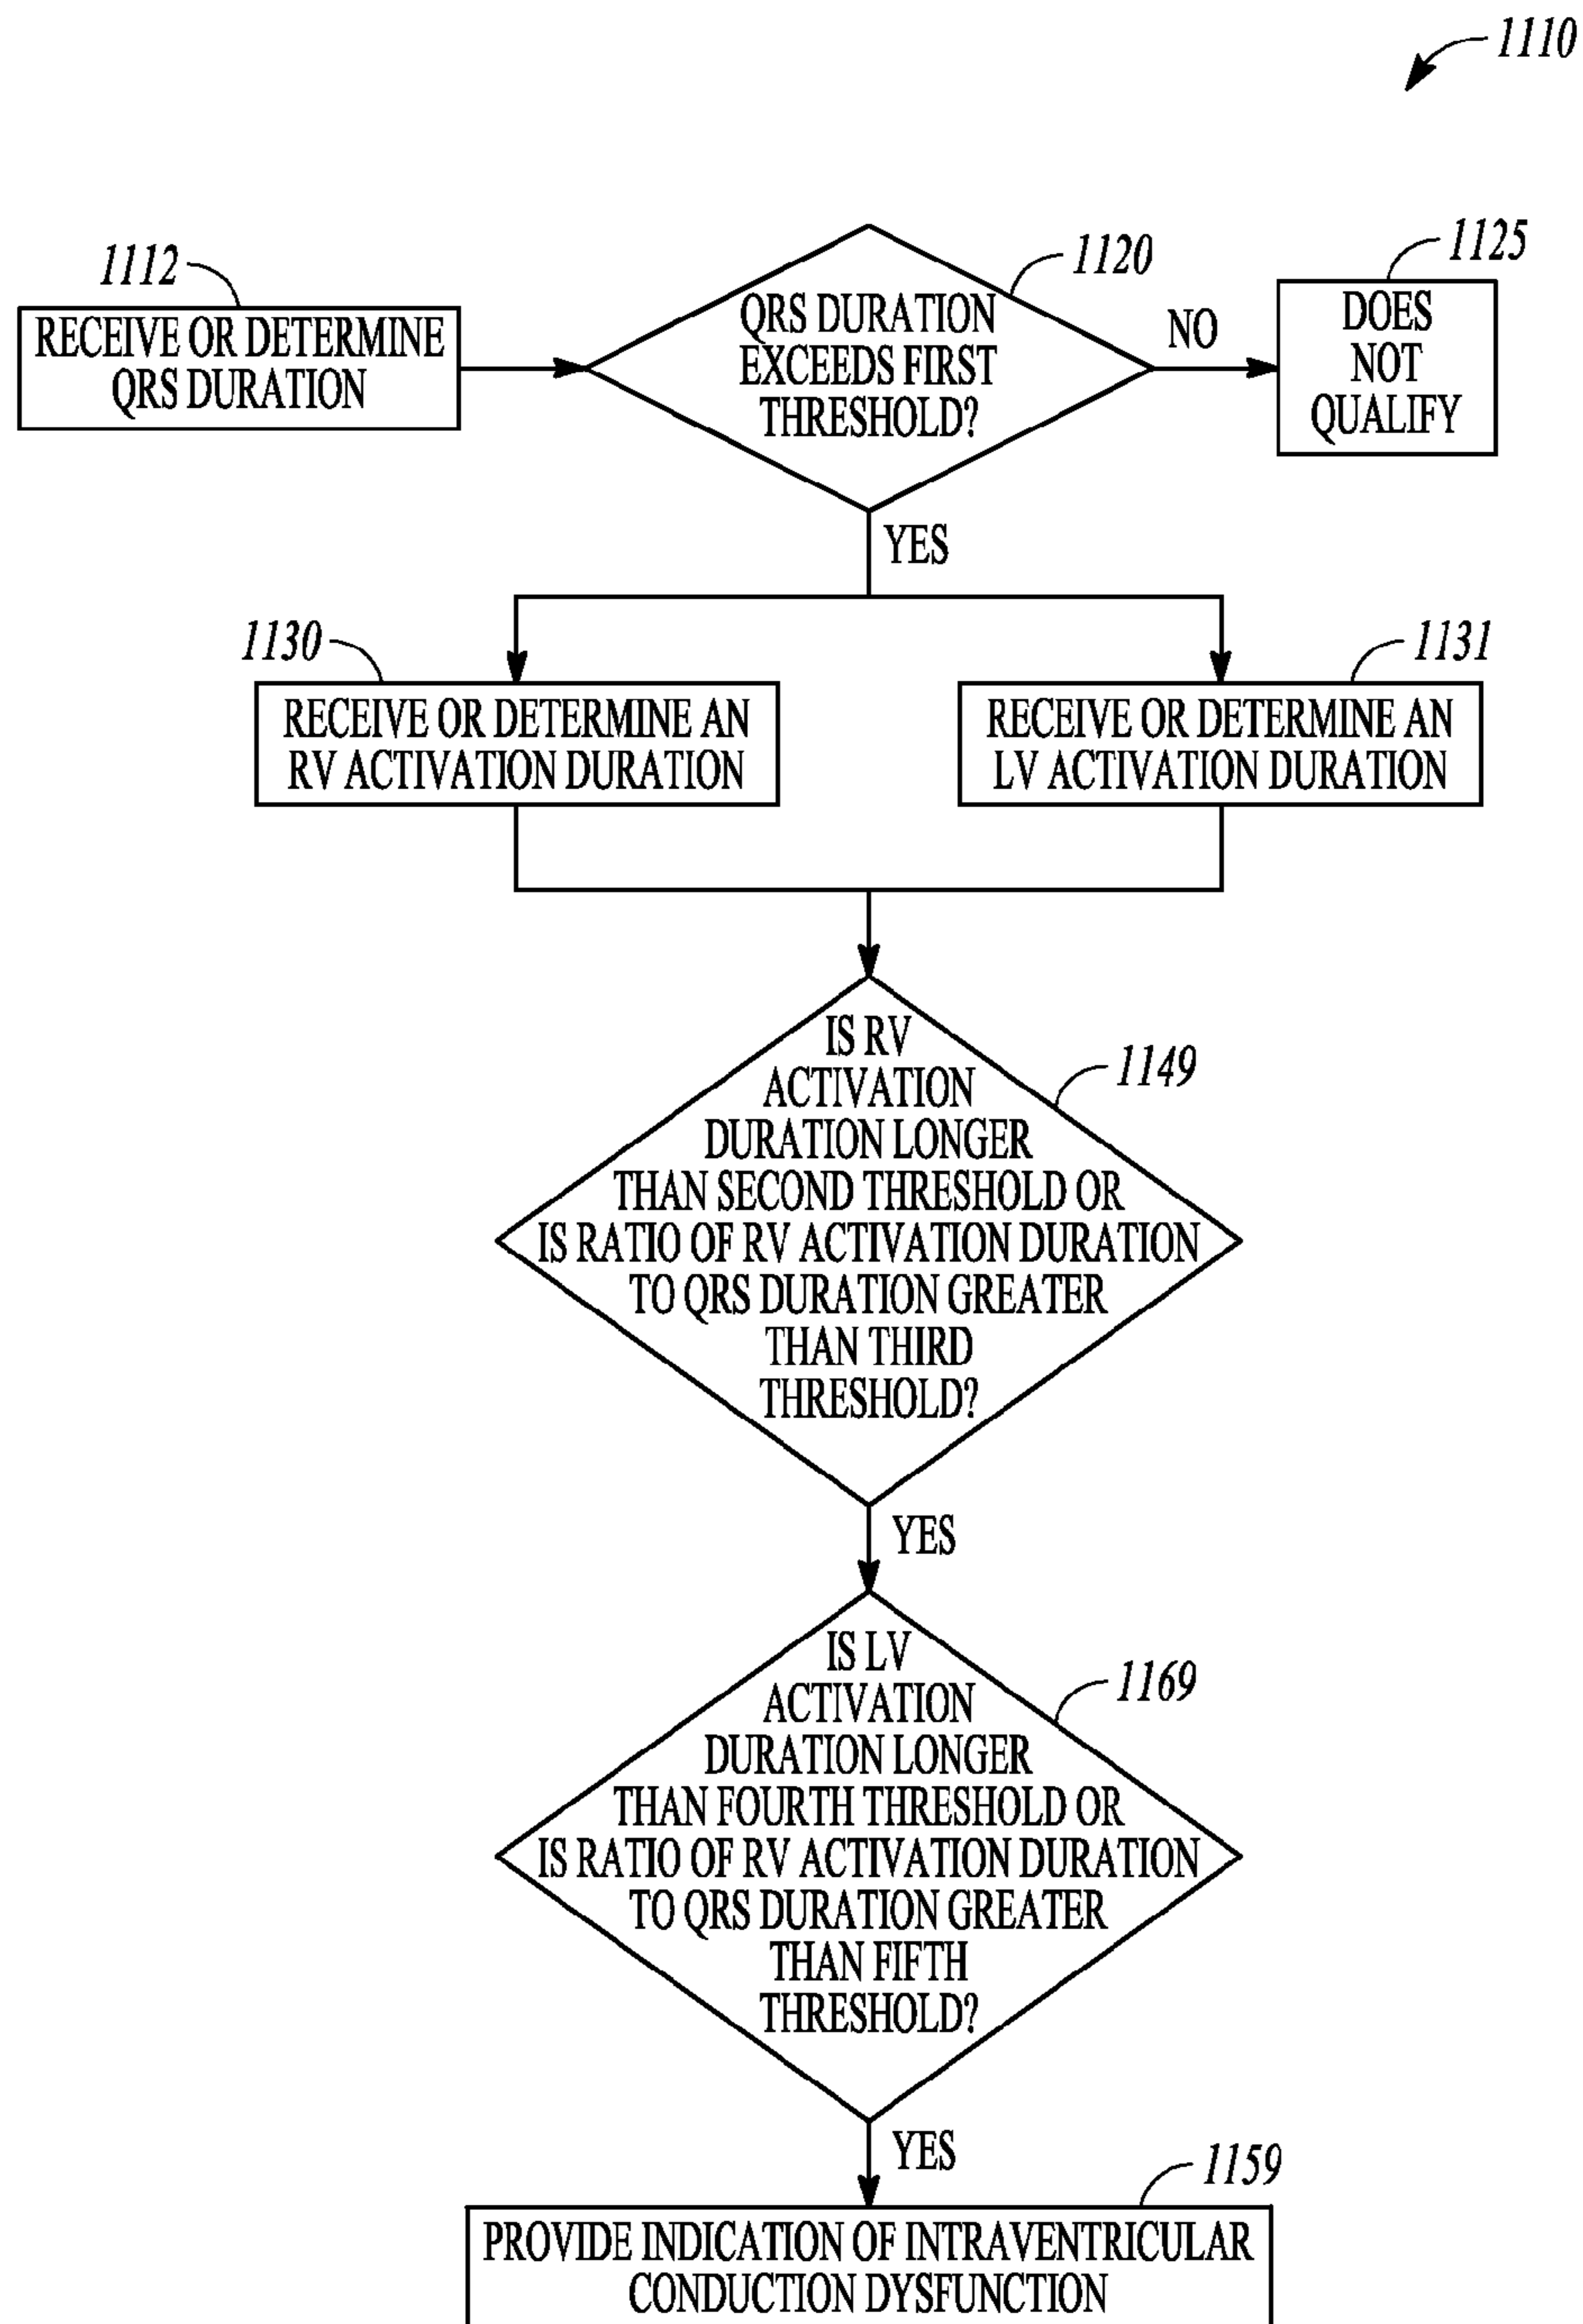 1110
1112
RECEIVE OR DETERMINE
QRS DURATION
1120
QRS DURATION
EXCEEDS FIRST
THRESHOLD?
NO
1125
DOES
NOT
QUALIFY
YES
1130
RECEIVE OR DETERMINE AN
RV ACTIVATION DURATION
1131
RECEIVE OR DETERMINE AN
LV ACTIVATION DURATION
1149
IS RV
ACTIVATION
DURATION LONGER
THAN SECOND THRESHOLD OR
IS RATIO OF RV ACTIVATION DURATION
TO QRS DURATION GREATER
THAN THIRD
THRESHOLD?
YES
1169
IS LV
ACTIVATION
DURATION LONGER
THAN FOURTH THRESHOLD OR
IS RATIO OF RV ACTIVATION DURATION
TO QRS DURATION GREATER
THAN FIFTH
THRESHOLD?
YES
1159
PROVIDE INDICATION OF INTRAVENTRICULAR
CONDUCTION DYSFUNCTION